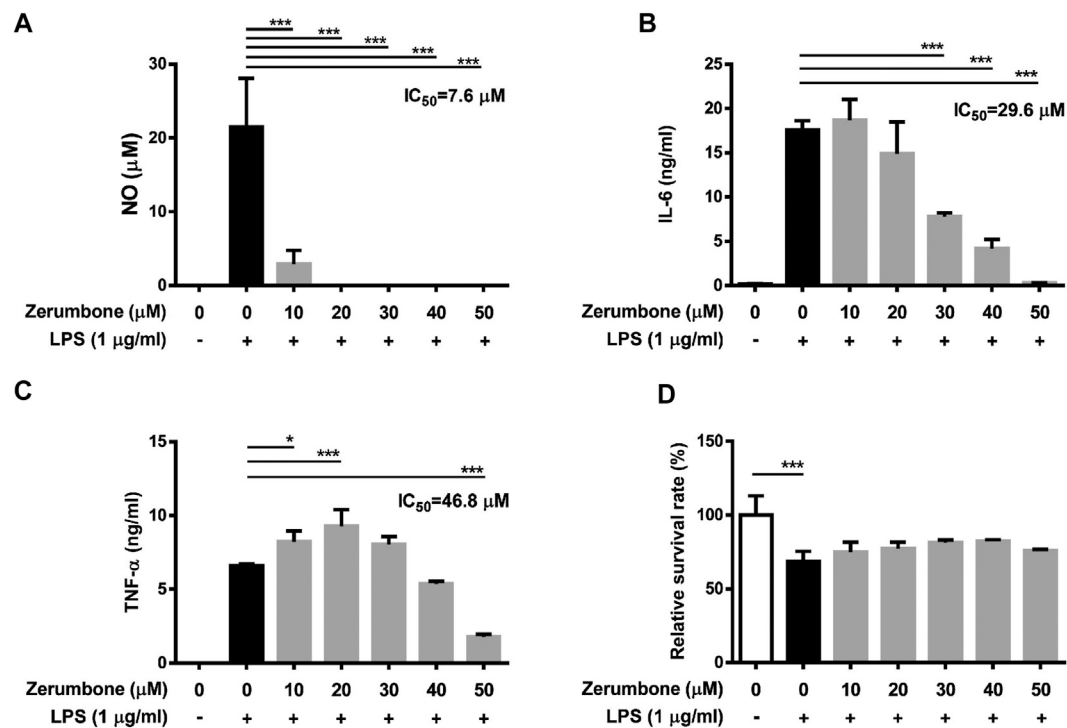 A
***
***
***
***
***
IC50=7.6 μM
NO (μM)
30
20
10
0
Zerumbone (μM) 0 0 10 20 30 40 50
LPS (1 μg/ml) - + + + + + +
B
***
***
***
IC50=29.6 μM
IL-6 (ng/ml)
25
20
15
10
5
0
Zerumbone (μM) 0 0 10 20 30 40 50
LPS (1 μg/ml) - + + + + + +
C
*
***
***
IC50=46.8 μM
TNF-α (ng/ml)
15
10
5
0
Zerumbone (μM) 0 0 10 20 30 40 50
LPS (1 μg/ml) - + + + + + +
D
***
Relative survival rate (%)
150
100
50
0
Zerumbone (μM) 0 0 10 20 30 40 50
LPS (1 μg/ml) - + + + + + +